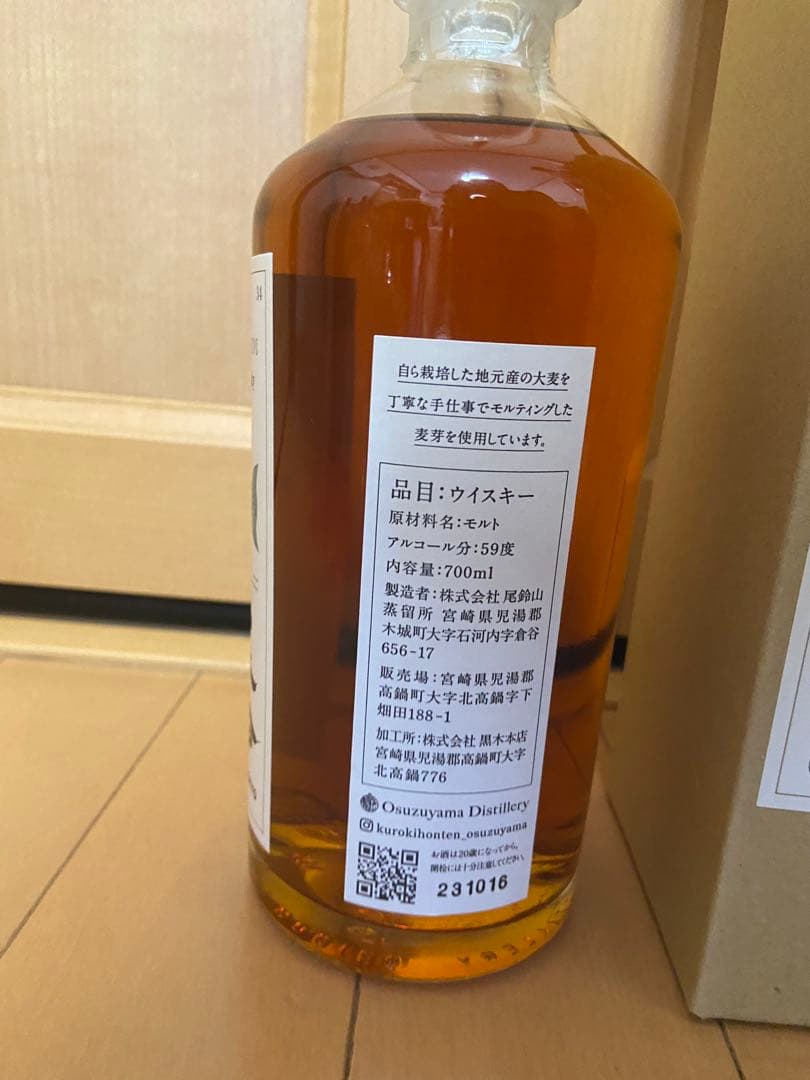 34
自ら栽培した地元産の大麦を
丁寧な手仕事でモルティングした
麦芽を使用しています。
品目:ウイスキー
原材料名:モルト
アルコール分:59度
内容量:700ml
製造者:株式会社 尾鈴山
蒸留所 宮崎県児湯郡
木城町大字石河内字倉谷
656-17
販売場:宮崎県児湯郡
高鍋町大字北高鍋字下
畑田188-1
加工所:株式会社 黒木本店
宮崎県児湯郡高鍋町大字
北高鍋776
Osuzuyama Distillery
kurokihonten_osuzuyama
お酒は20歳になってから。
開栓には十分注意してください。
231016